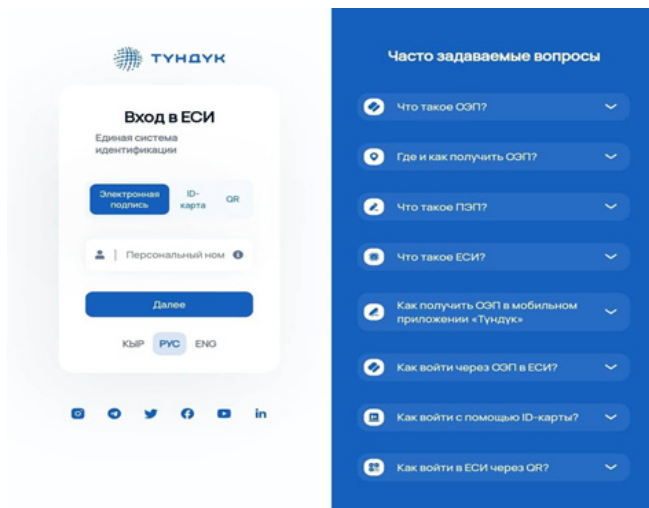 ТҮНДҮК
Вход в ЕСИ
Единая система
идентификации
Электронная
подпись
ID-
карта
QR
Персональный ном
Далее
КЫР РУС ENG
Часто задаваемые вопросы
Что такое ОЭП?
Где и как получить ОЭП?
Что такое ПЭП?
Что такое ЕСИ?
Как получить ОЭП в мобильном
приложении «Түндүк»
Как войти через ОЭП в ЕСИ?
Как войти с помощью ID-карты?
Как войти в ЕСИ через QR?